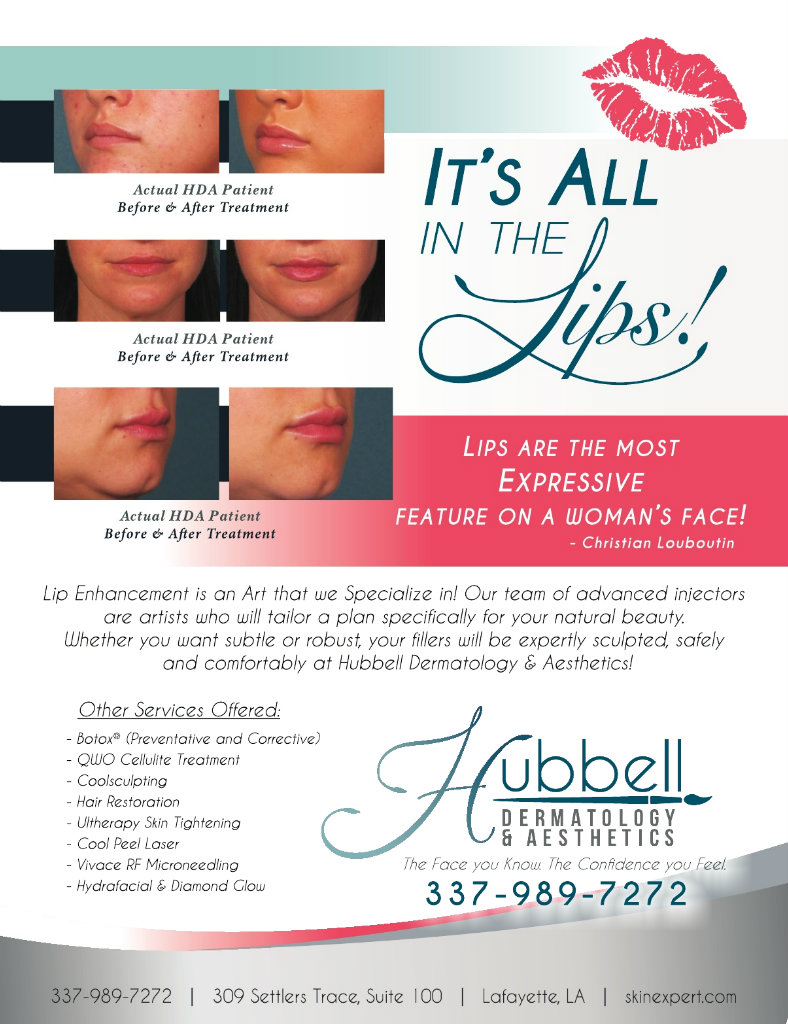 IT'S ALL
IN THE
Lips!
Actual HDA Patient
Before & After Treatment
Actual HDA Patient
Before & After Treatment
Actual HDA Patient
Before & After Treatment
LIPS ARE THE MOST
EXPRESSIVE
FEATURE ON A WOMAN'S FACE!
- Christian Louboutin
Lip Enhancement is an Art that we Specialize in! Our team of advanced injectors
are artists who will tailor a plan specifically for your natural beauty.
Whether you want subtle or robust, your fillers will be expertly sculpted, safely
and comfortably at Hubbell Dermatology & Aesthetics!
Other Services Offered:
- Botox® (Preventative and Corrective)
- QWO Cellulite Treatment
- Coolsculpting
- Hair Restoration
- Ultherapy Skin Tightening
- Cool Peel Laser
- Vivace RF Microneedling
- Hydrafacial & Diamond Glow
Hubbell
DERMATOLOGY
& AESTHETICS
The Face you Know. The Confidence you Feel.
337-989-7272
337-989-7272 | 309 Settlers Trace, Suite 100 | Lafayette, LA | skinexpert.com